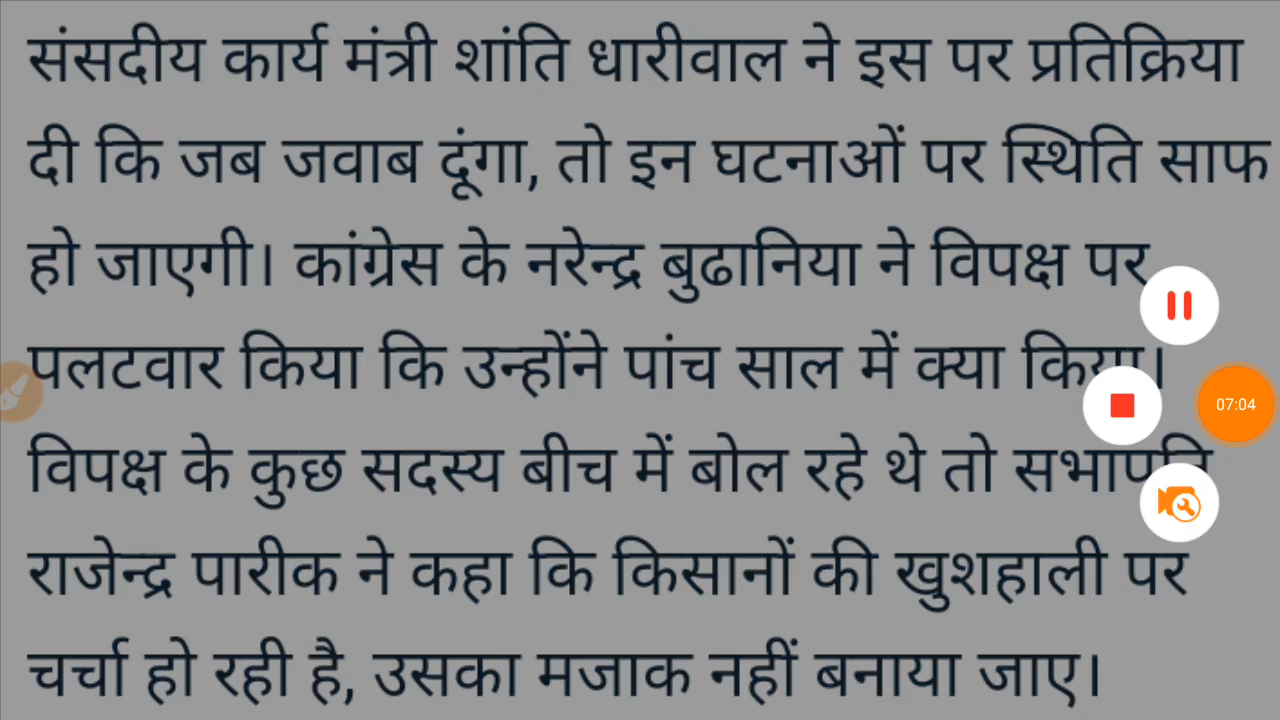 संसदीय कार्य मंत्री शांति धारीवाल ने इस पर प्रतिक्रिया
दी कि जब जवाब दूंगा, तो इन घटनाओं पर स्थिति साफ
हो जाएगी। कांग्रेस के नरेन्द्र बुढानिया ने विपक्ष पर
पलटवार किया कि उन्होंने पांच साल में क्या किया।
07:04
विपक्ष के कुछ सदस्य बीच में बोल रहे थे तो सभापति
राजेन्द्र पारीक ने कहा कि किसानों की खुशहाली पर
चर्चा हो रही है, उसका मजाक नहीं बनाया जाए।